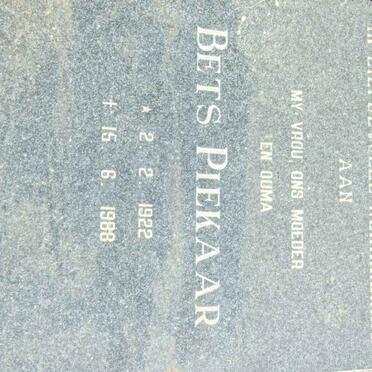 AAN
MY VROU, ONS MOEDER
EN OUMA
BETS PIEKAAR
* 2. 2. 1922
† 15. 6. 1988